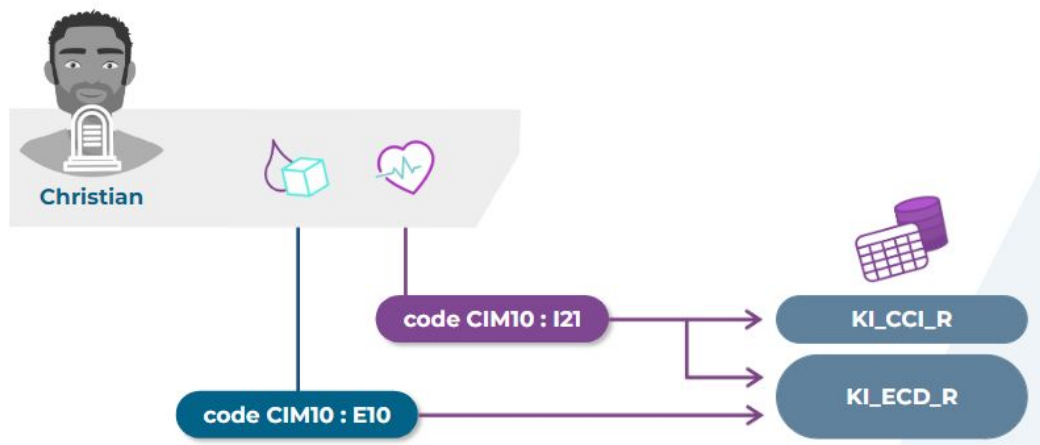 Christian
code CIM10 : I21
KI_CCI_R
KI_ECD_R
code CIM10 : E10